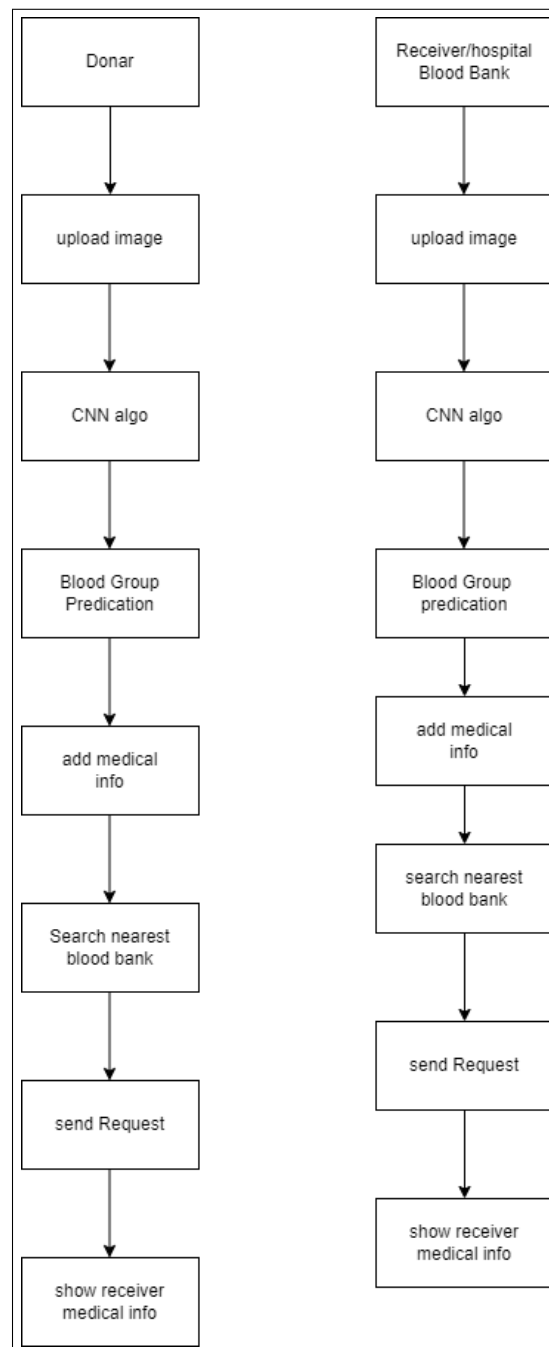 Donar
upload image
CNN algo
Blood Group
Predication
add medical
info
Search nearest
blood bank
send Request
show receiver
medical info
Receiver/hospital
Blood Bank
upload image
CNN algo
Blood Group
predication
add medical
info
search nearest
blood bank
send Request
show receiver
medical info